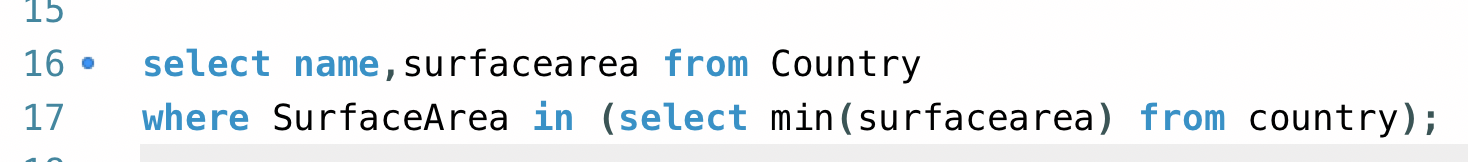 15
16 select name,surfacearea from Country
17 where SurfaceArea in (select min(surfacearea) from country);